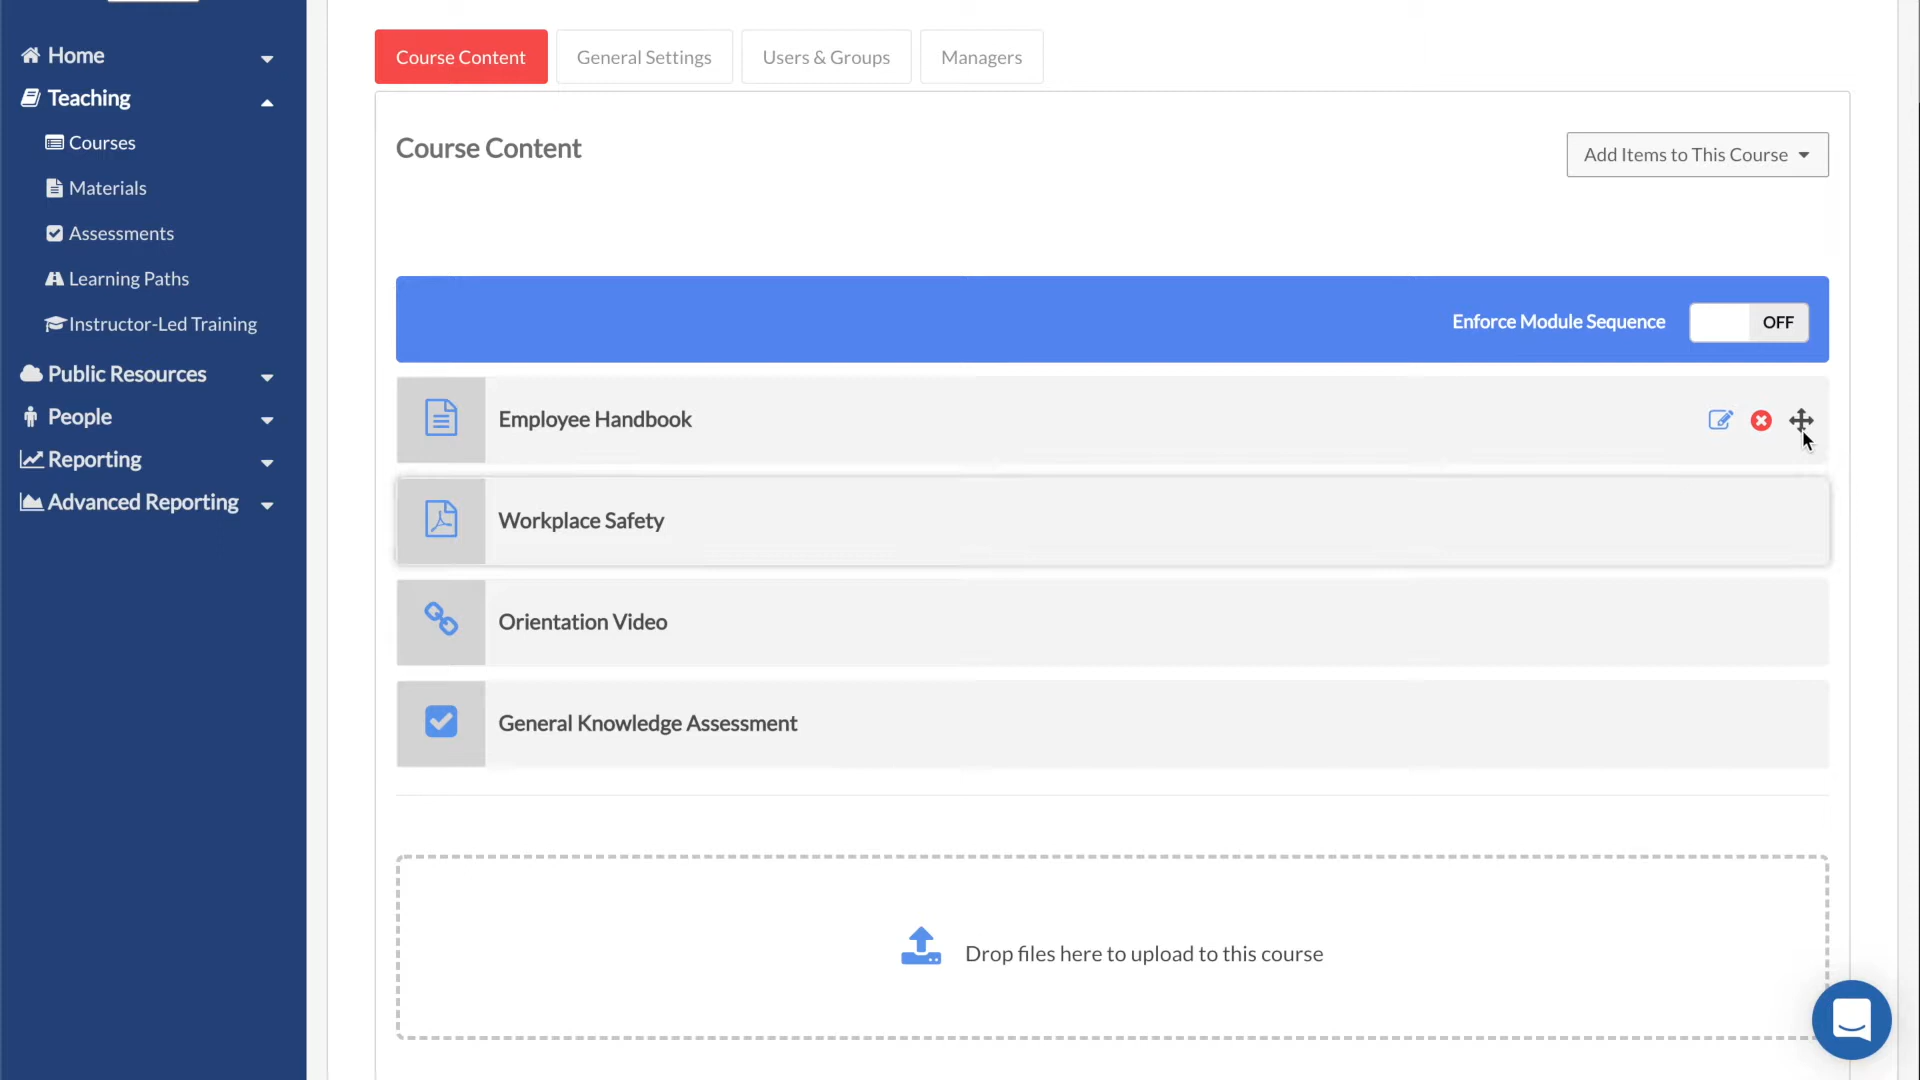 Home
Teaching
Courses
Materials
Assessments
Learning Paths
Instructor-Led Training
Public Resources
People
Reporting
Advanced Reporting
Course Content
General Settings
Users & Groups
Managers
Course Content
Add Items to This Course
Enforce Module Sequence
OFF
Employee Handbook
Workplace Safety
Orientation Video
General Knowledge Assessment
Drop files here to upload to this course